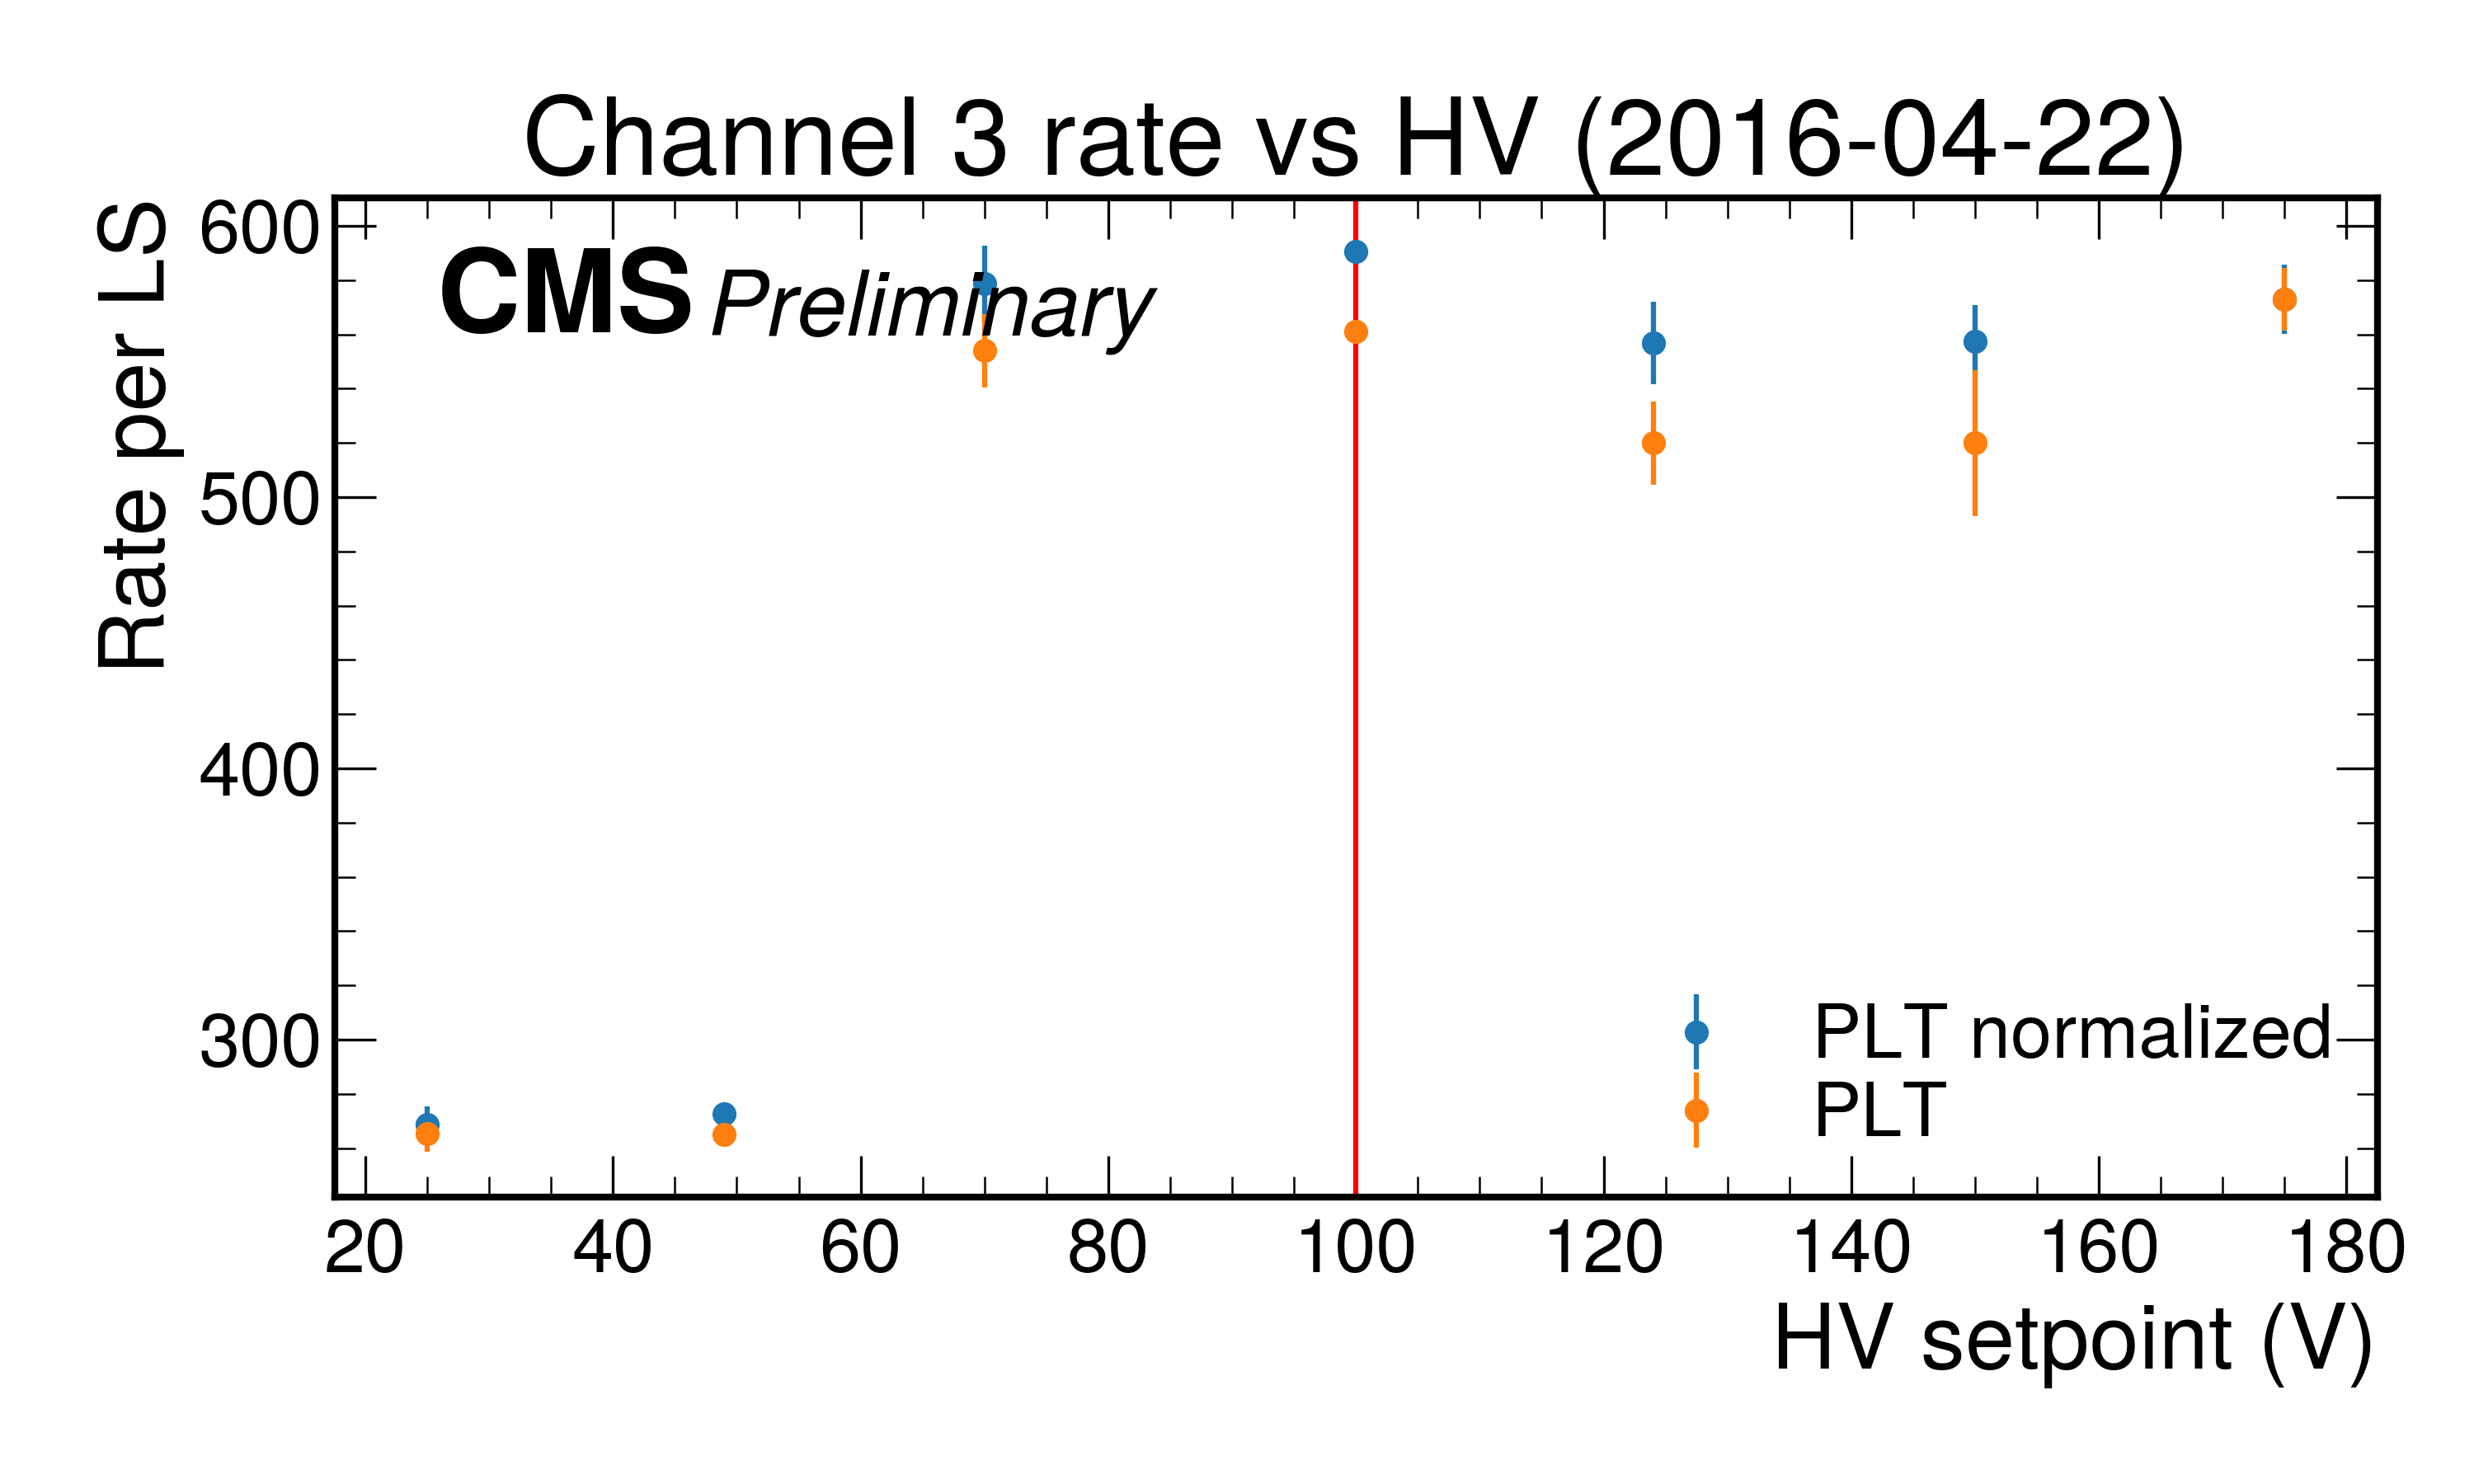 Channel 3 rate vs HV (2016-04-22)
CMS Preliminary
Rate per LS
600
500
400
300
PLT normalized
PLT
20 40 60 80 100 120 140 160 180
HV setpoint (V)